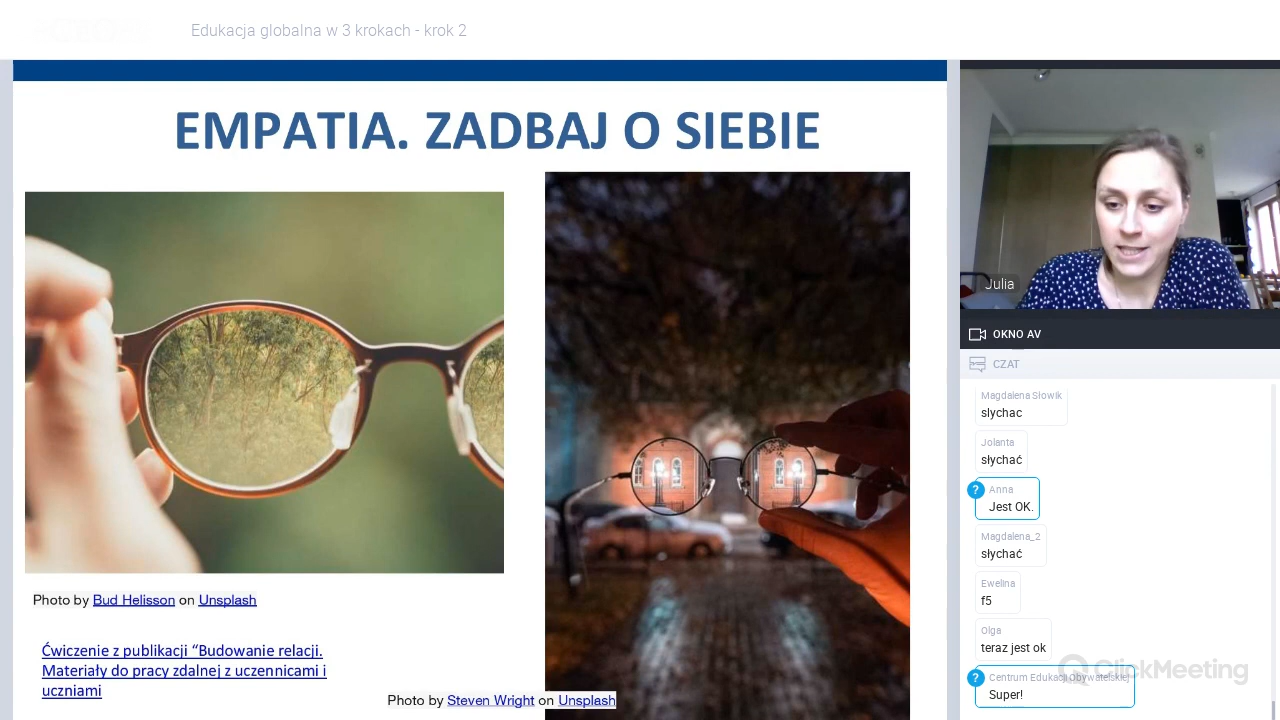 Edukacja globalna w 3 krokach - krok 2
EMPATIA. ZADBAJ O SIEBIE
Photo by Bud Helisson on Unsplash
Ćwiczenie z publikacji “Budowanie relacji.
Materiały do pracy zdalnej z uczennicami i
uczniami
Photo by Steven Wright on Unsplash
Julia
OKNO AV
CZAT
Magdalena Słowik
slychac
Jolanta
słychać
?
Anna
Jest OK.
Magdalena_2
słychać
Ewelina
f5
Olga
teraz jest ok
?
Centrum Edukacji Obywatelskiej
Super!
ClickMeeting